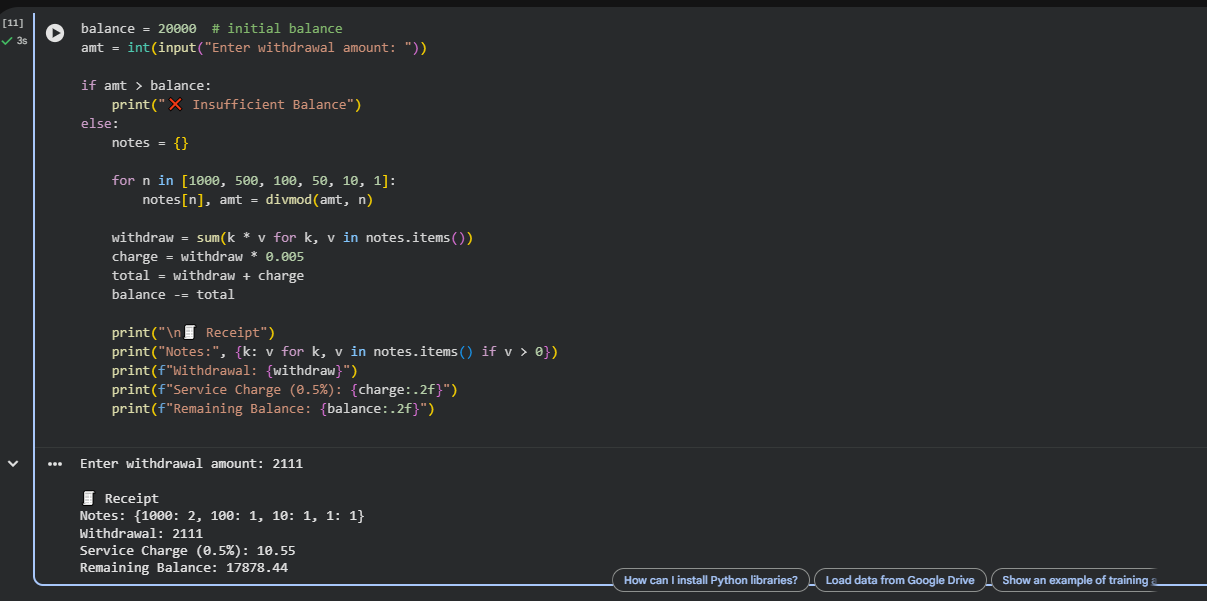 [11]
3s
balance = 20000  # initial balance
amt = int(input("Enter withdrawal amount: "))

if amt > balance:
    print("❌ Insufficient Balance")
else:
    notes = {}

    for n in [1000, 500, 100, 50, 10, 1]:
        notes[n], amt = divmod(amt, n)

    withdraw = sum(k * v for k, v in notes.items())
    charge = withdraw * 0.005
    total = withdraw + charge
    balance -= total

    print("\n🧾 Receipt")
    print("Notes:", {k: v for k, v in notes.items() if v > 0})
    print(f"Withdrawal: {withdraw}")
    print(f"Service Charge (0.5%): {charge:.2f}")
    print(f"Remaining Balance: {balance:.2f}")

Enter withdrawal amount: 2111

🧾 Receipt
Notes: {1000: 2, 100: 1, 10: 1, 1: 1}
Withdrawal: 2111
Service Charge (0.5%): 10.55
Remaining Balance: 17878.44
How can I install Python libraries?
Load data from Google Drive
Show an example of training